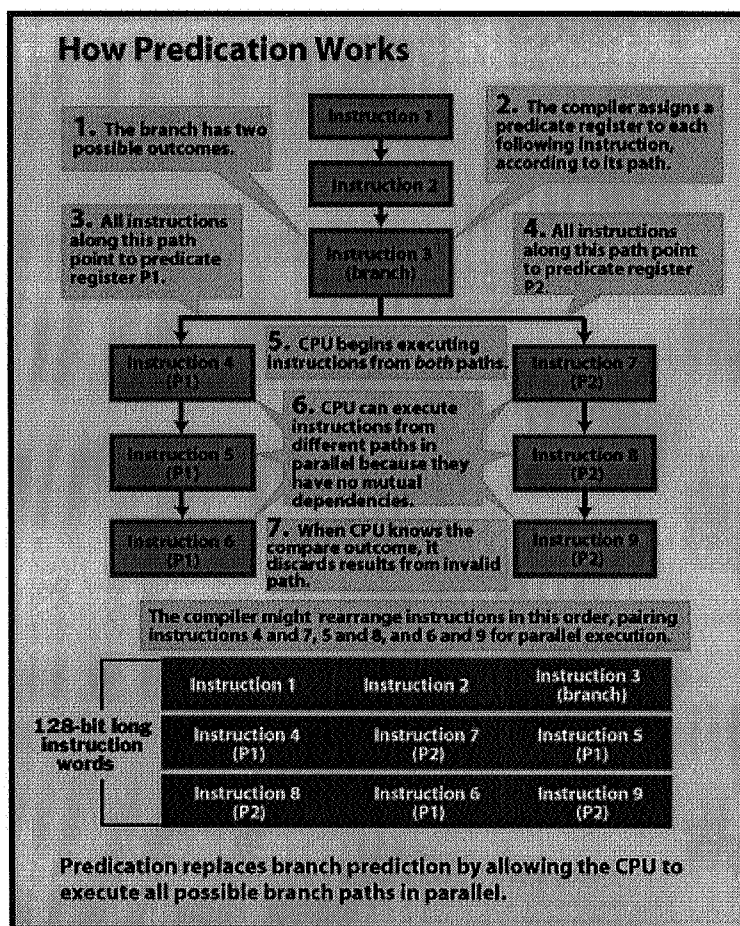 How Predication Works
Instruction 1
1. The branch has two
possible outcomes.
2. The compiler assigns a
predicate register to each
following instruction,
according to its path.
Instruction 2
3. All instructions
along this path
point to predicate
register P1.
Instruction 3
(branch)
4. All instructions
along this path point
to predicate register
P2.
Instruction 4
(P1)
5. CPU begins executing
instructions from both paths.
Instruction 7
(P2)
6. CPU can execute
instructions from
different paths in
parallel because they
have no mutual
dependencies.
Instruction 5
(P1)
Instruction 8
(P2)
Instruction 6
(P1)
7. When CPU knows the
compare outcome, it
discards results from invalid
path.
Instruction 9
(P2)
The compiler might rearrange instructions in this order, pairing
instructions 4 and 7, 5 and 8, and 6 and 9 for parallel execution.
128-bit long
instruction
words
Instruction 1
Instruction 2
Instruction 3
(branch)
Instruction 4
(P1)
Instruction 7
(P2)
Instruction 5
(P1)
Instruction 8
(P2)
Instruction 6
(P1)
Instruction 9
(P2)
Predication replaces branch prediction by allowing the CPU to
execute all possible branch paths in parallel.